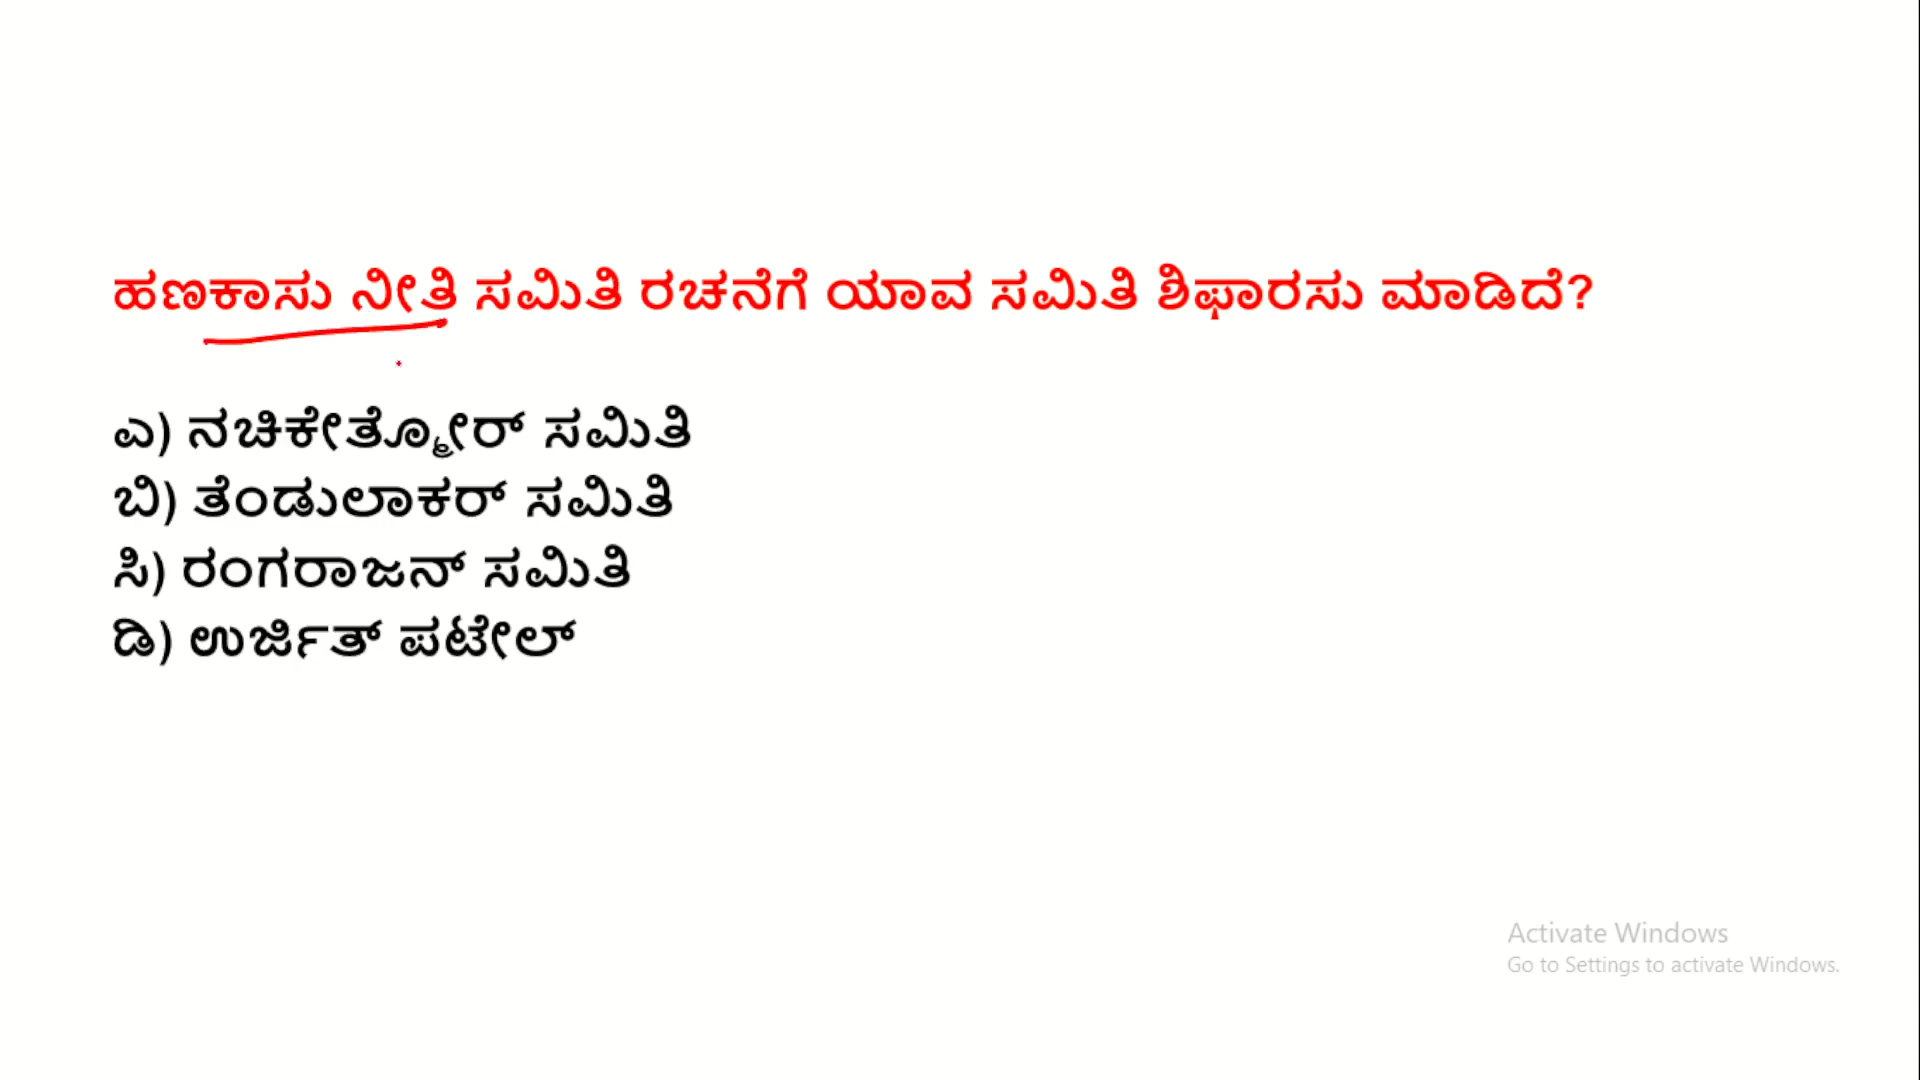 ಹಣಕಾಸು ನೀತಿ ಸಮಿತಿ ರಚನೆಗೆ ಯಾವ ಸಮಿತಿ ಶಿಫಾರಸು ಮಾಡಿದೆ?
ಎ) ನಚಿಕೇತ್ಮೋರ್ ಸಮಿತಿ
ಬಿ) ತೆಂಡುಲಾಕರ್ ಸಮಿತಿ
ಸಿ) ರಂಗರಾಜನ್ ಸಮಿತಿ
ಡಿ) ಉರ್ಜಿತ್ ಪಟೇಲ್
Activate Windows
Go to Settings to activate Windows.